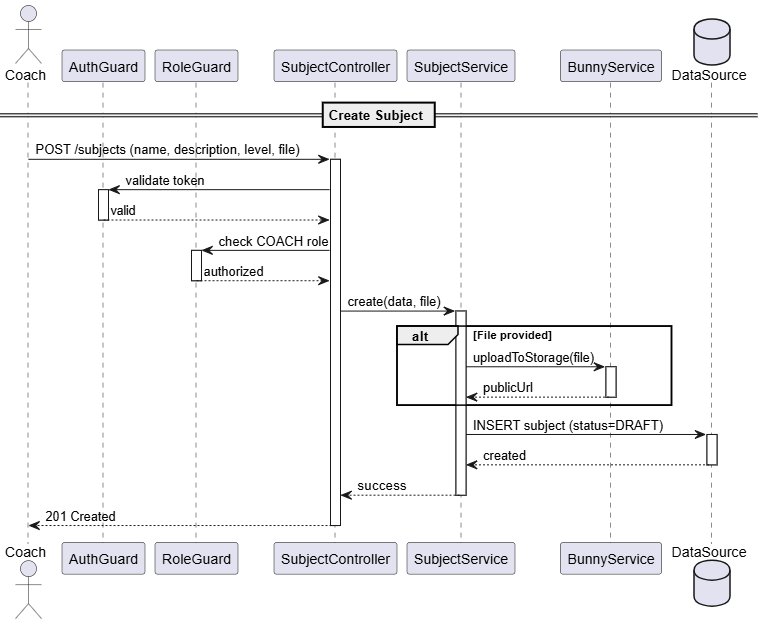 Coach
AuthGuard
RoleGuard
SubjectController
SubjectService
BunnyService
DataSource
Create Subject
POST /subjects (name, description, level, file)
validate token
valid
check COACH role
authorized
create(data, file)
alt
[File provided]
uploadToStorage(file)
publicUrl
INSERT subject (status=DRAFT)
created
success
201 Created
Coach
AuthGuard
RoleGuard
SubjectController
SubjectService
BunnyService
DataSource